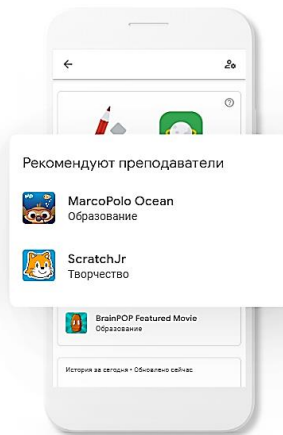 Рекомендуют преподаватели
MarcoPolo Ocean
Образование
ScratchJr
Творчество
BrainPOP Featured Movie
Образование
История за сегодня • Обновлено сейчас